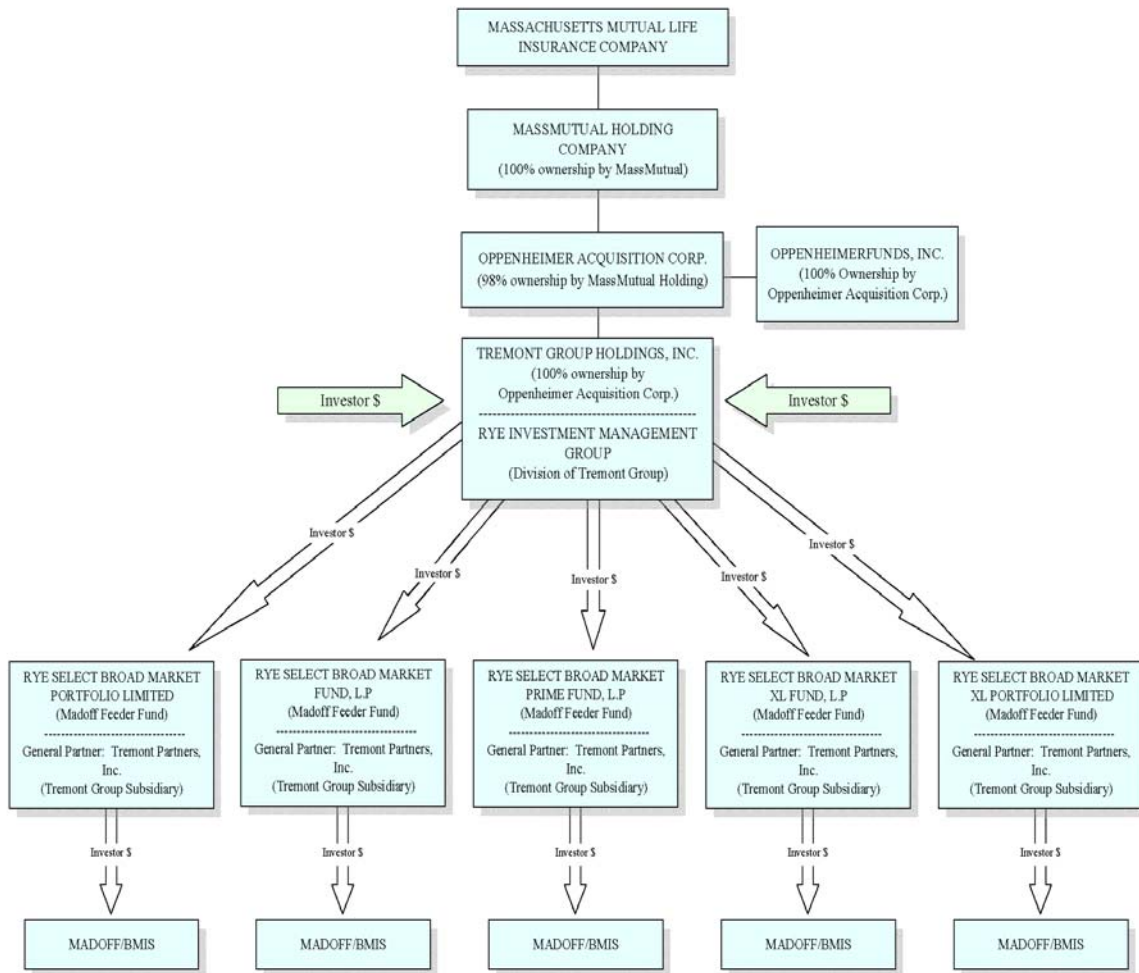 MASSACHUSETTS MUTUAL LIFE
INSURANCE COMPANY
MASSMUTUAL HOLDING
COMPANY
(100% ownership by MassMutual)
OPPENHEIMER ACQUISITION CORP.
(98% ownership by MassMutual Holding)
OPPENHEIMERFUNDS, INC.
(100% Ownership by
Oppenheimer Acquisition Corp.)
TREMONT GROUP HOLDINGS, INC.
(100% ownership by
Oppenheimer Acquisition Corp.)
--------------------------------------------
RYE INVESTMENT MANAGEMENT
GROUP
(Division of Tremont Group)
Investor $
Investor $
Investor $
Investor $
Investor $
Investor $
Investor $
RYE SELECT BROAD MARKET
PORTFOLIO LIMITED
(Madoff Feeder Fund)
---------------------------------
General Partner: Tremont Partners,
Inc.
(Tremont Group Subsidiary)
RYE SELECT BROAD MARKET
FUND, L.P
(Madoff Feeder Fund)
---------------------------------
General Partner: Tremont Partners,
Inc.
(Tremont Group Subsidiary)
RYE SELECT BROAD MARKET
PRIME FUND, L.P
(Madoff Feeder Fund)
---------------------------------
General Partner: Tremont Partners,
Inc.
(Tremont Group Subsidiary)
RYE SELECT BROAD MARKET
XL FUND, L.P
(Madoff Feeder Fund)
---------------------------------
General Partner: Tremont Partners,
Inc.
(Tremont Group Subsidiary)
RYE SELECT BROAD MARKET
XL PORTFOLIO LIMITED
(Madoff Feeder Fund)
---------------------------------
General Partner: Tremont Partners,
Inc.
(Tremont Group Subsidiary)
Investor $
Investor $
Investor $
Investor $
Investor $
MADOFF/BMIS
MADOFF/BMIS
MADOFF/BMIS
MADOFF/BMIS
MADOFF/BMIS